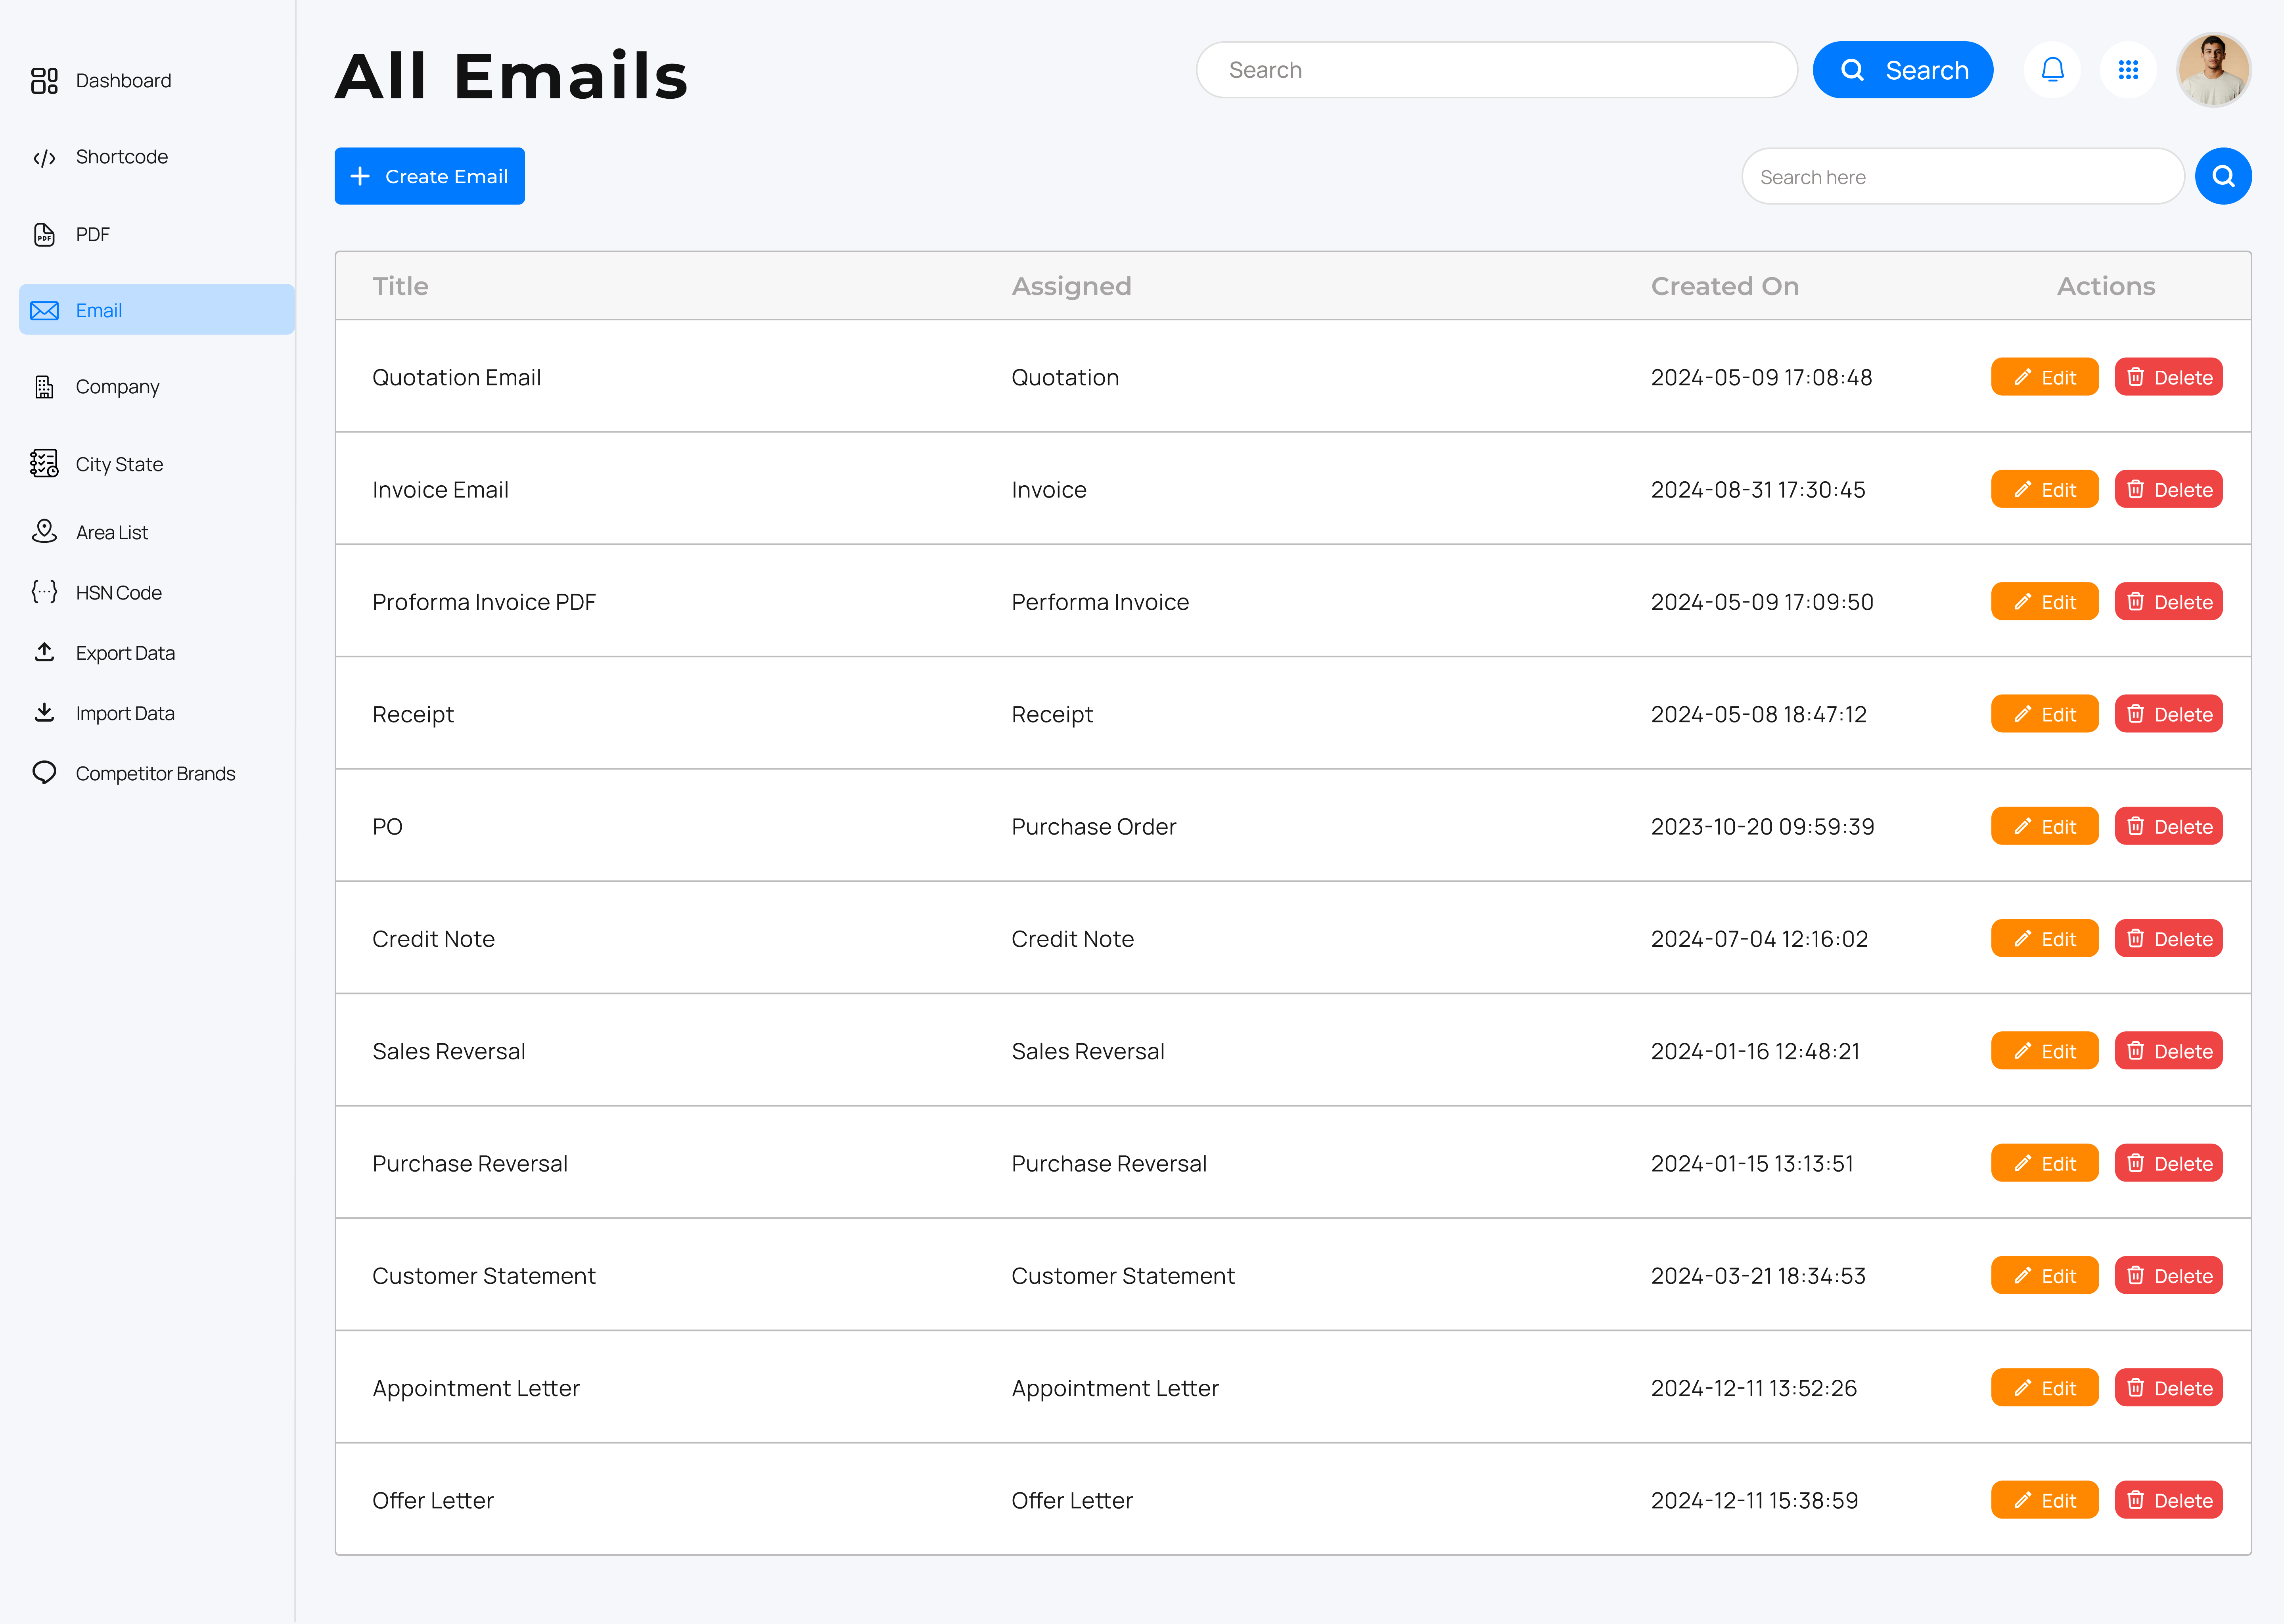 Dashboard
Shortcode
PDF
Email
Company
City State
Area List
HSN Code
Export Data
Import Data
Competitor Brands
All Emails
Search
Search
Create Email
Search here
Title Assigned Created On Actions
Quotation Email Quotation 2024-05-09 17:08:48 Edit Delete
Invoice Email Invoice 2024-08-31 17:30:45 Edit Delete
Proforma Invoice PDF Performa Invoice 2024-05-09 17:09:50 Edit Delete
Receipt Receipt 2024-05-08 18:47:12 Edit Delete
PO Purchase Order 2023-10-20 09:59:39 Edit Delete
Credit Note Credit Note 2024-07-04 12:16:02 Edit Delete
Sales Reversal Sales Reversal 2024-01-16 12:48:21 Edit Delete
Purchase Reversal Purchase Reversal 2024-01-15 13:13:51 Edit Delete
Customer Statement Customer Statement 2024-03-21 18:34:53 Edit Delete
Appointment Letter Appointment Letter 2024-12-11 13:52:26 Edit Delete
Offer Letter Offer Letter 2024-12-11 15:38:59 Edit Delete